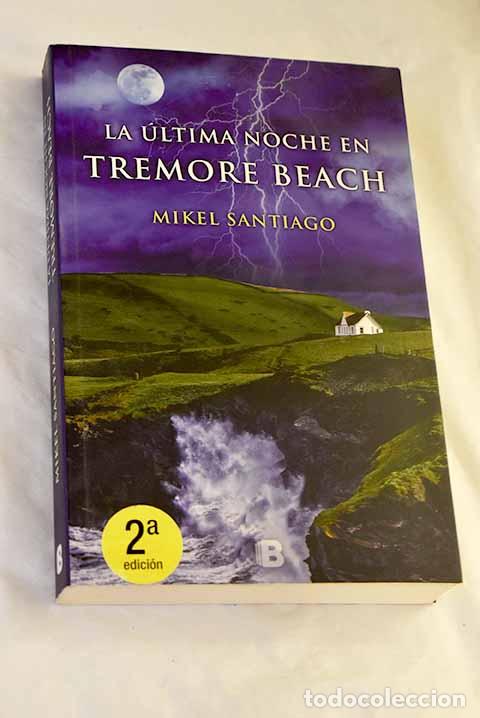 LA ÚLTIMA NOCHE EN
TREMORE BEACH
MIKEL SANTIAGO
MIKEL SANTIAGO
2ª
edición
B
B
todocoleccion